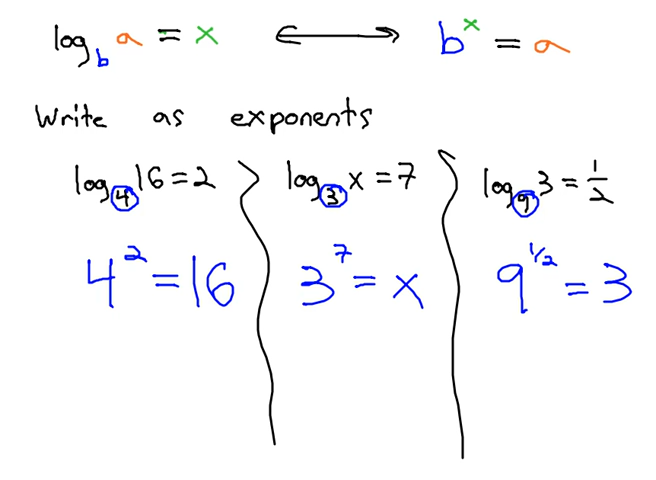 log_b a = x ⟷ b^x = a
Write as exponents
log_4 16 = 2
4^2 = 16
log_3 x = 7
3^7 = x
log_9 3 = 1/2
9^1/2 = 3